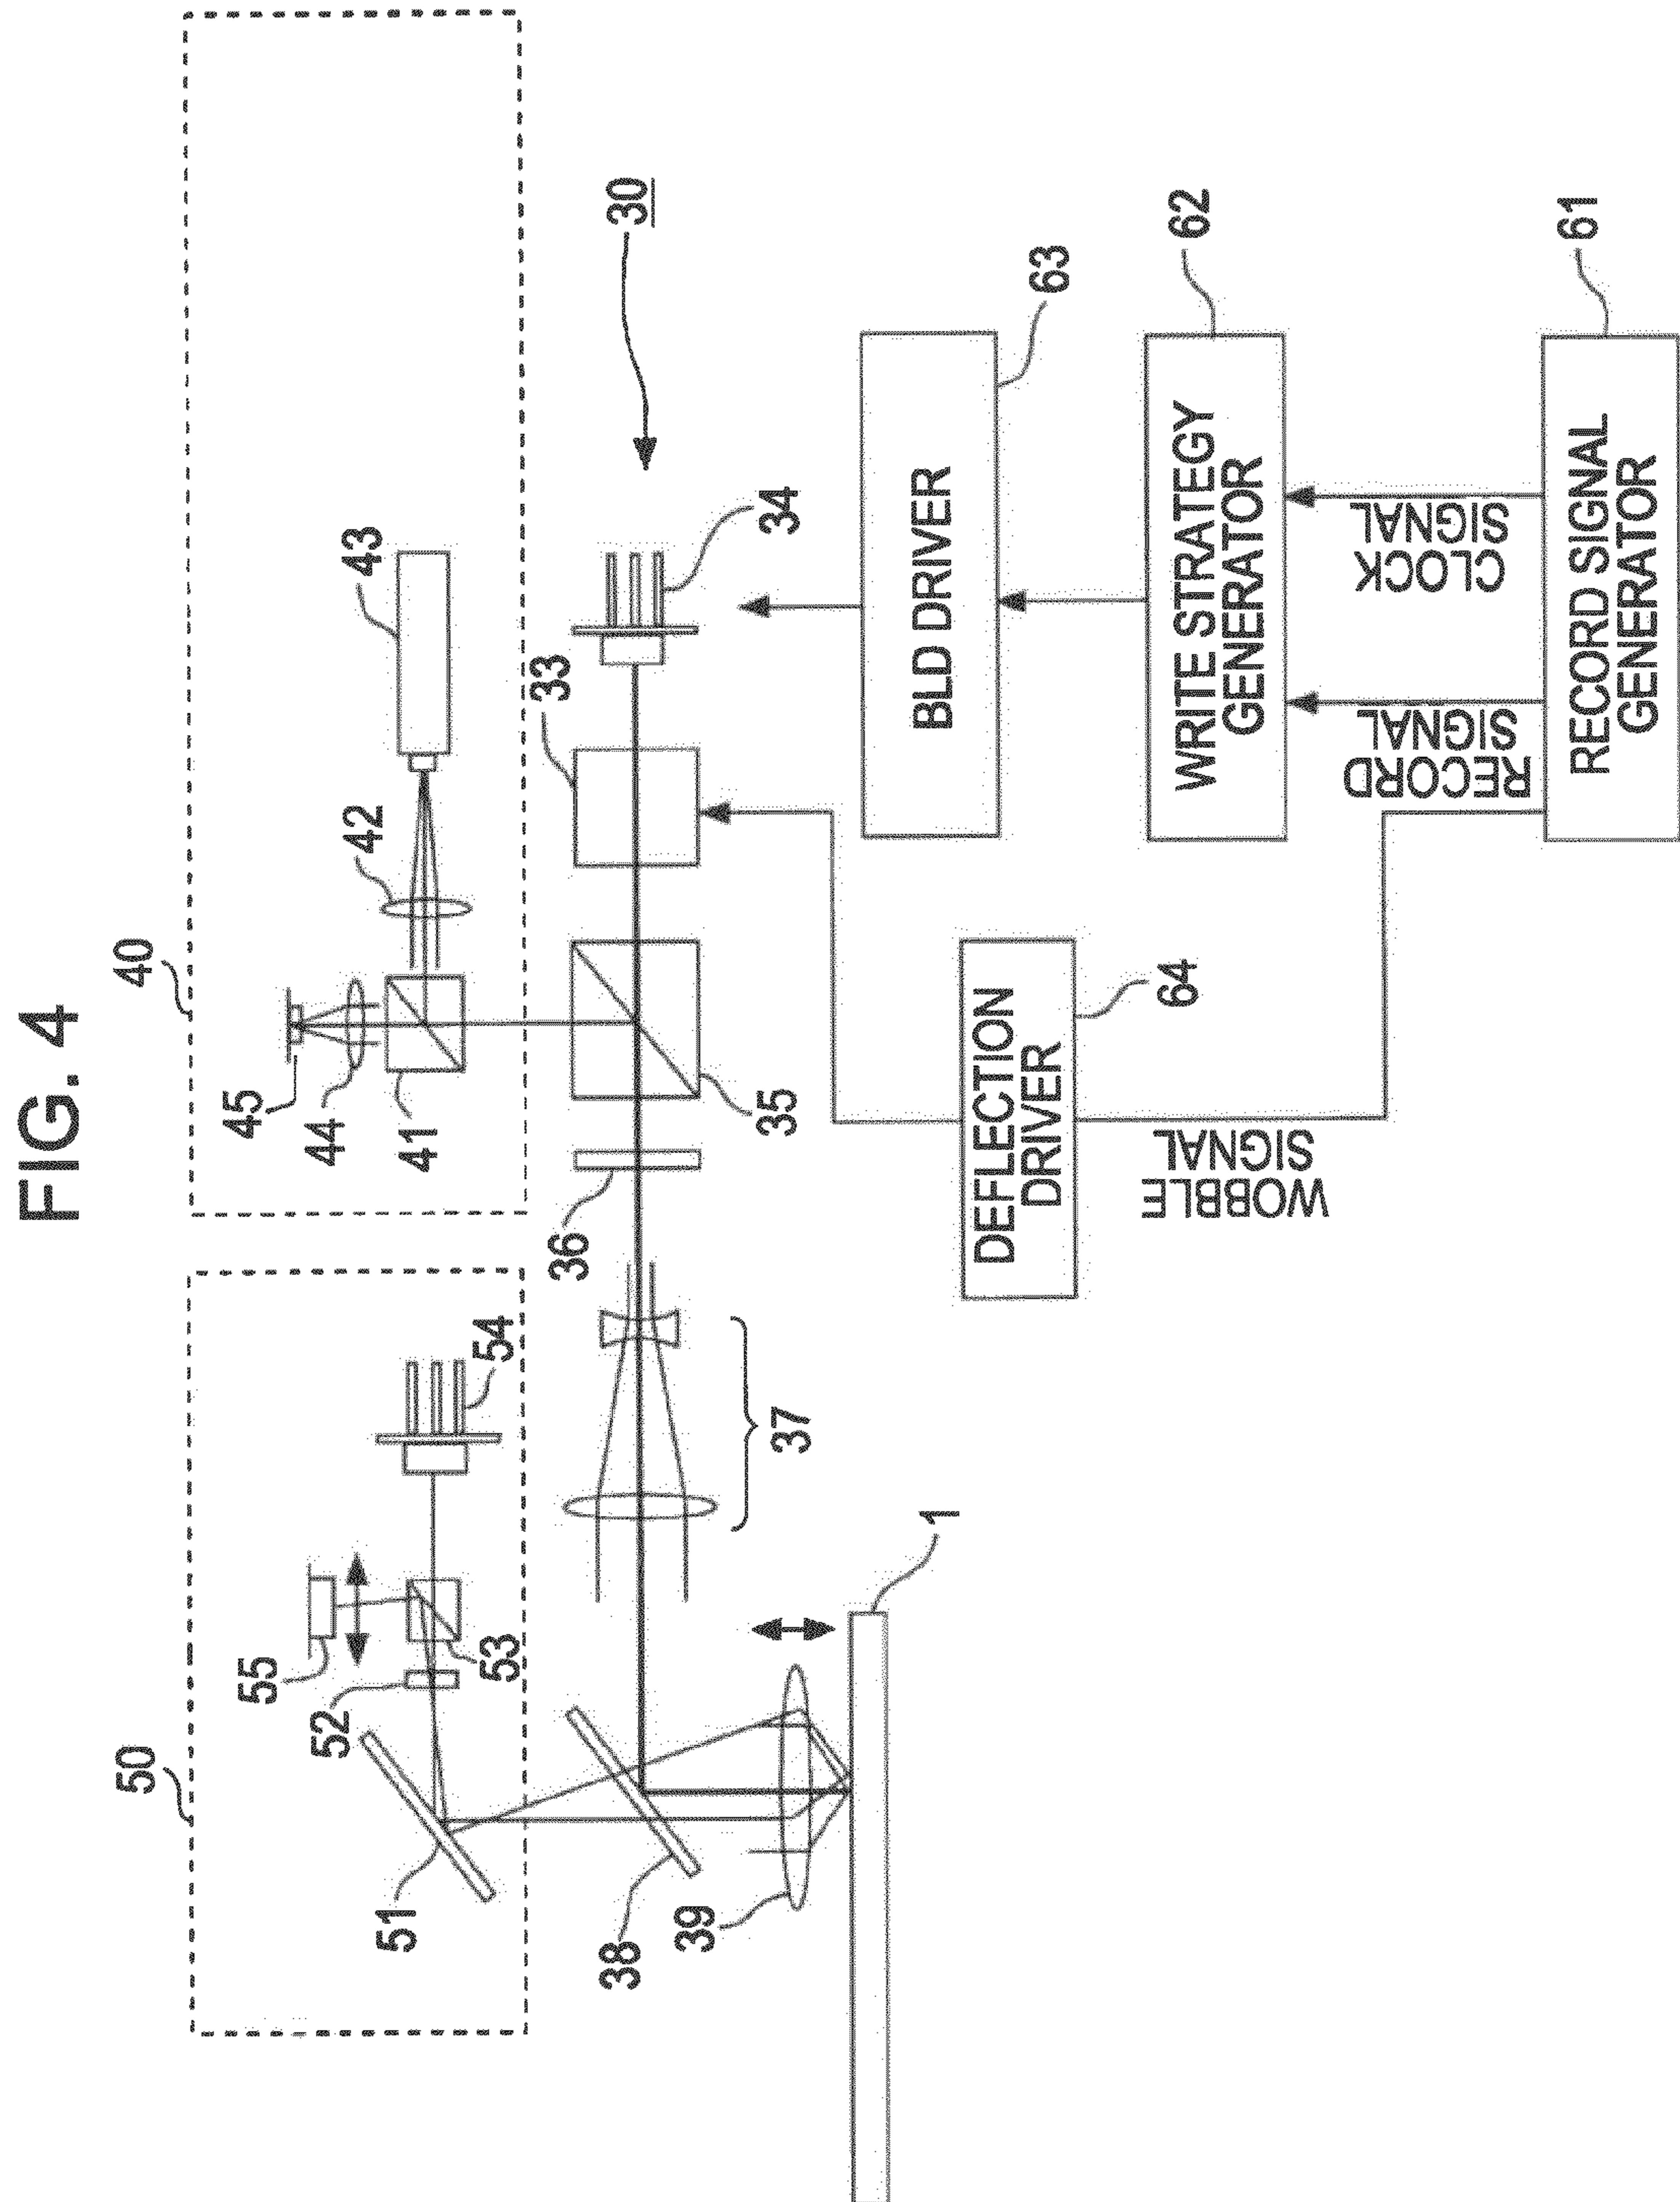 FIG. 4
50
40
55
45
44
54
52
42
43
51
41
53
36
33
30
38
37
35
34
39
1
64
63
62
61
DEFLECTION
DRIVER
BLD DRIVER
WOBBLE
SIGNAL
WRITE STRATEGY
GENERATOR
RECORD
SIGNAL
CLOCK
SIGNAL
RECORD SIGNAL
GENERATOR